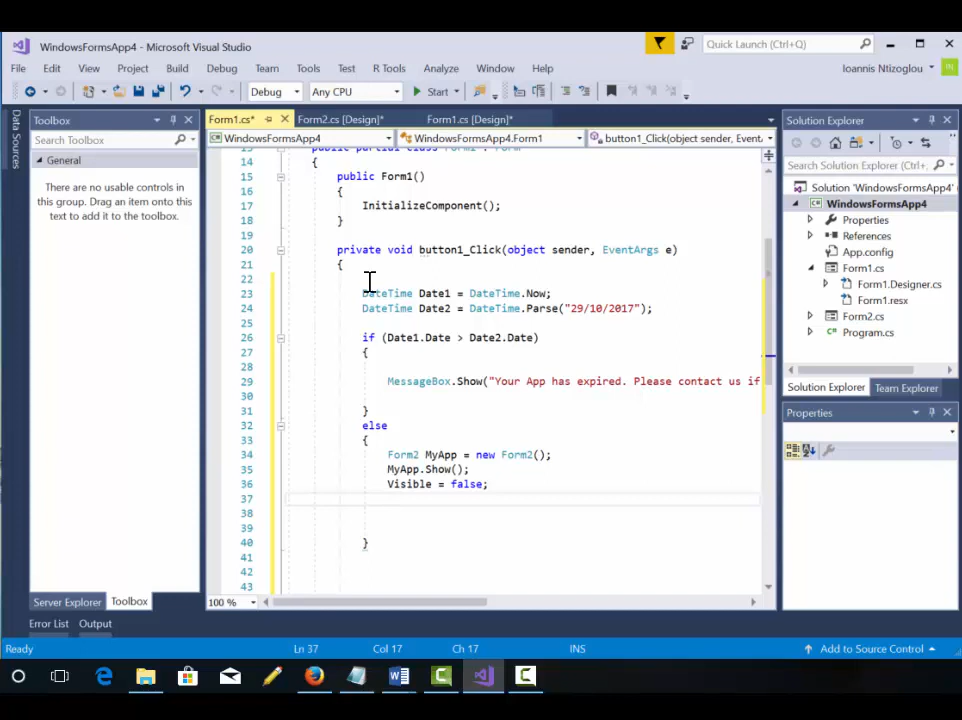 WindowsFormsApp4 - Microsoft Visual Studio
Quick Launch (Ctrl+Q)
File Edit View Project Build Debug Team Tools Test R Tools Analyze Window Help
Ioannis Ntizoglou
IN
Debug Any CPU Start
Data Sources
Toolbox
Search Toolbox
General
There are no usable controls in
this group. Drag an item onto this
text to add it to the toolbox.
Server Explorer Toolbox
Error List Output
Form1.cs* Form2.cs [Design]* Form1.cs [Design]*
WindowsFormsApp4 WindowsFormsApp4.Form1 button1_Click(object sender, Event
13 public partial class Form1 : Form
14 {
15 public Form1()
16 {
17 InitializeComponent();
18 }
19
20 private void button1_Click(object sender, EventArgs e)
21 {
22
23 DateTime Date1 = DateTime.Now;
24 DateTime Date2 = DateTime.Parse("29/10/2017");
25
26 if (Date1.Date > Date2.Date)
27 {
28
29 MessageBox.Show("Your App has expired. Please contact us if
30
31 }
32 else
33 {
34 Form2 MyApp = new Form2();
35 MyApp.Show();
36 Visible = false;
37
38
39
40 }
41
42
43
100 %
Solution Explorer
Search Solution Explorer (Ctrl+
Solution 'WindowsFormsApp4'
WindowsFormsApp4
Properties
References
App.config
Form1.cs
Form1.Designer.cs
Form1.resx
Form2.cs
Program.cs
Solution Explorer Team Explorer
Properties
Ready Ln 37 Col 17 Ch 17 INS Add to Source Control